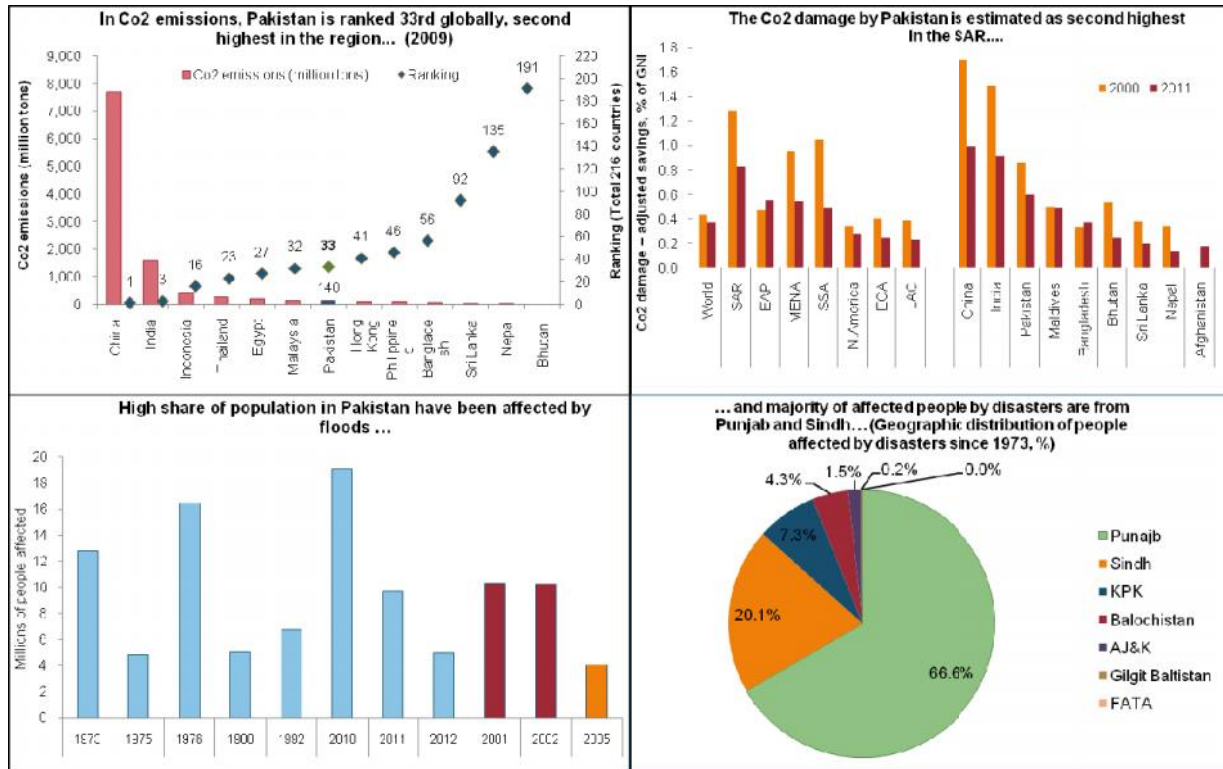 In Co2 emissions, Pakistan is ranked 33rd globally, second
highest in the region... (2009)
Co2 emissions (million tons)
Ranking
Co2 emissions (million tons)
9,000
8,000
7,000
6,000
5,000
4,000
3,000
2,000
1,000
0
1
3
16
23
27
32
33
140
41
46
56
92
135
191
220
200
180
160
140
120
100
80
60
40
20
0
Ranking (Total 216 countries)
China
India
Egypt
Pakistan
Kong
Sri Lanka
Bhutan
The Co2 damage by Pakistan is estimated as second highest
in the SAR....
Co2 damage – adjusted savings, % of GNI
1.8
1.6
1.4
1.2
1.0
0.8
0.6
0.4
0.2
0.0
2000
2011
World
SAR
EAP
MENA
SSA
N.America
ECA
LAC
China
India
Pakistan
Maldives
Bangladesh
Bhutan
Sri Lanka
Nepal
Afghanistan
High share of population in Pakistan have been affected by
floods ...
Millions of people affected
20
18
16
14
12
10
8
6
4
2
0
1975
1992
2010
2011
2012
2001
2002
... and majority of affected people by disasters are from
Punjab and Sindh... (Geographic distribution of people
affected by disasters since 1973, %)
4.3%
1.5%
0.2%
0.0%
7.3%
20.1%
66.6%
Punajb
Sindh
KPK
Balochistan
AJ&K
Gilgit Baltistan
FATA